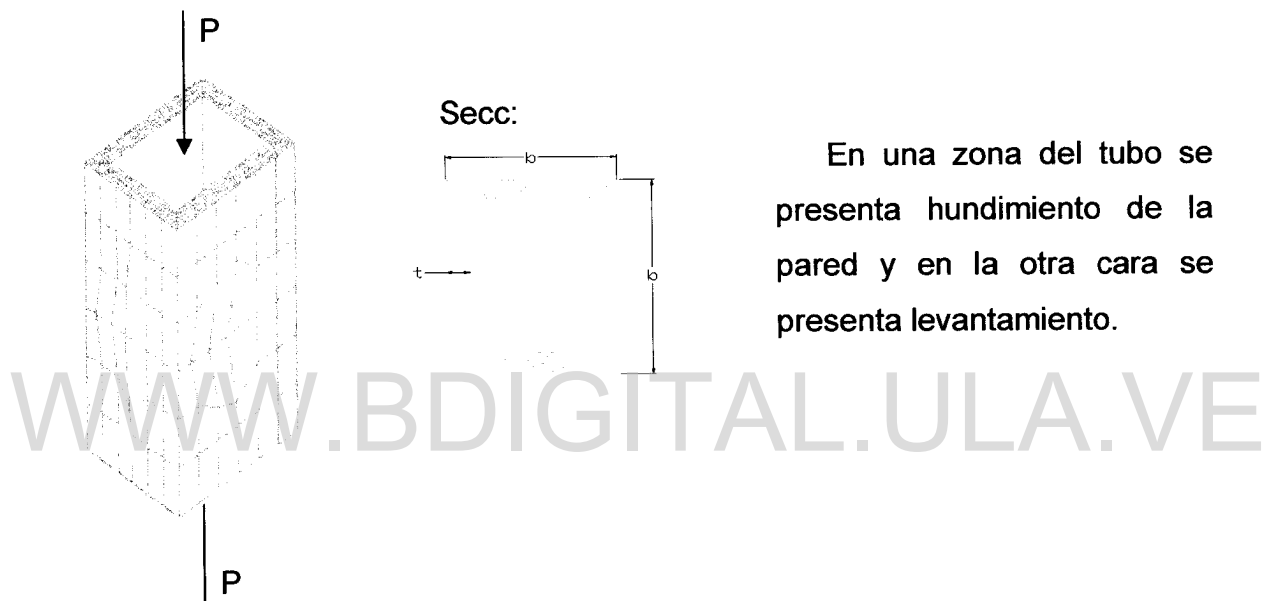 P
Secc:
b
b
t
En una zona del tubo se
presenta hundimiento de la
pared y en la otra cara se
presenta levantamiento.
WWW.BDIGITAL.ULA.VE
P